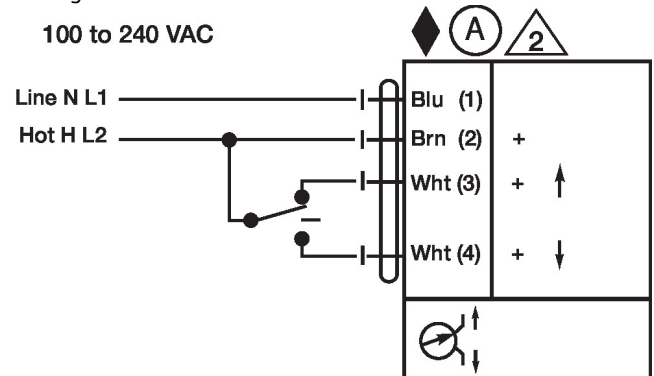 100 to 240 VAC
A
2
Line N L1
Blu (1)
Hot H L2
Brn (2) +
Wht (3) + ↑
Wht (4) + ↓